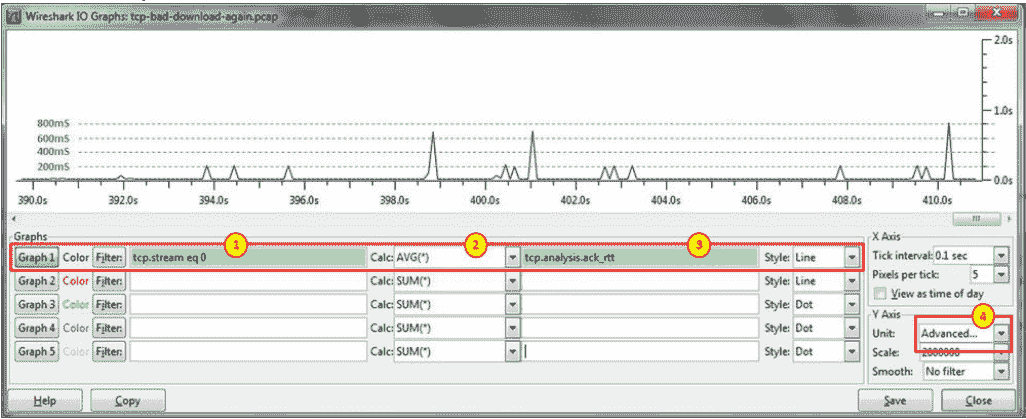 Wireshark IO Graphs: tcp-bad-download-again.pcap
2.0s
1.0s
0.0s
800mS
600mS
400mS
200mS
390.0s 392.0s 394.0s 396.0s 398.0s 400.0s 402.0s 404.0s 406.0s 408.0s 410.0s
Graphs
1 2 3
Graph 1 Color Filter: tcp.stream eq 0 Calc: AVG(*) tcp.analysis.ack_rtt Style: Line
Graph 2 Color Filter: Calc: SUM(*) Style: Line
Graph 3 Color Filter: Calc: SUM(*) Style: Dot
Graph 4 Color Filter: Calc: SUM(*) Style: Dot
Graph 5 Color Filter: Calc: SUM(*) Style: Dot
X Axis
Tick interval: 0.1 sec
Pixels per tick: 5
View as time of day
Y Axis
4
Unit: Advanced...
Scale: 2000000
Smooth: No filter
Help Copy Save Close